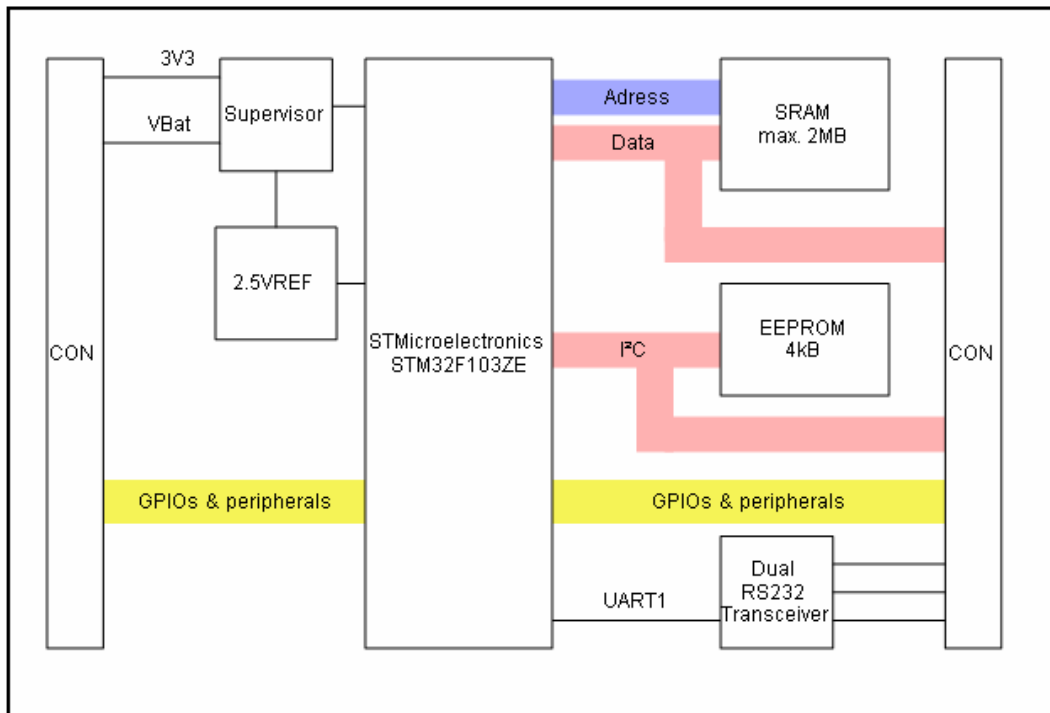 3V3
VBat
Supervisor
2.5VREF
CON
STMicroelectronics
STM32F103ZE
Adress
Data
SRAM
max. 2MB
I²C
EEPROM
4kB
CON
GPIOs & peripherals
GPIOs & peripherals
UART1
Dual
RS232
Transceiver